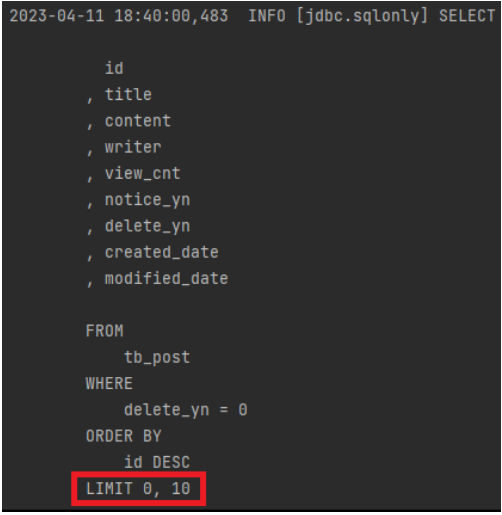 2023-04-11 18:40:00,483  INFO [jdbc.sqlonly] SELECT
id
, title
, content
, writer
, view_cnt
, notice_yn
, delete_yn
, created_date
, modified_date
FROM
tb_post
WHERE
delete_yn = 0
ORDER BY
id DESC
LIMIT 0, 10